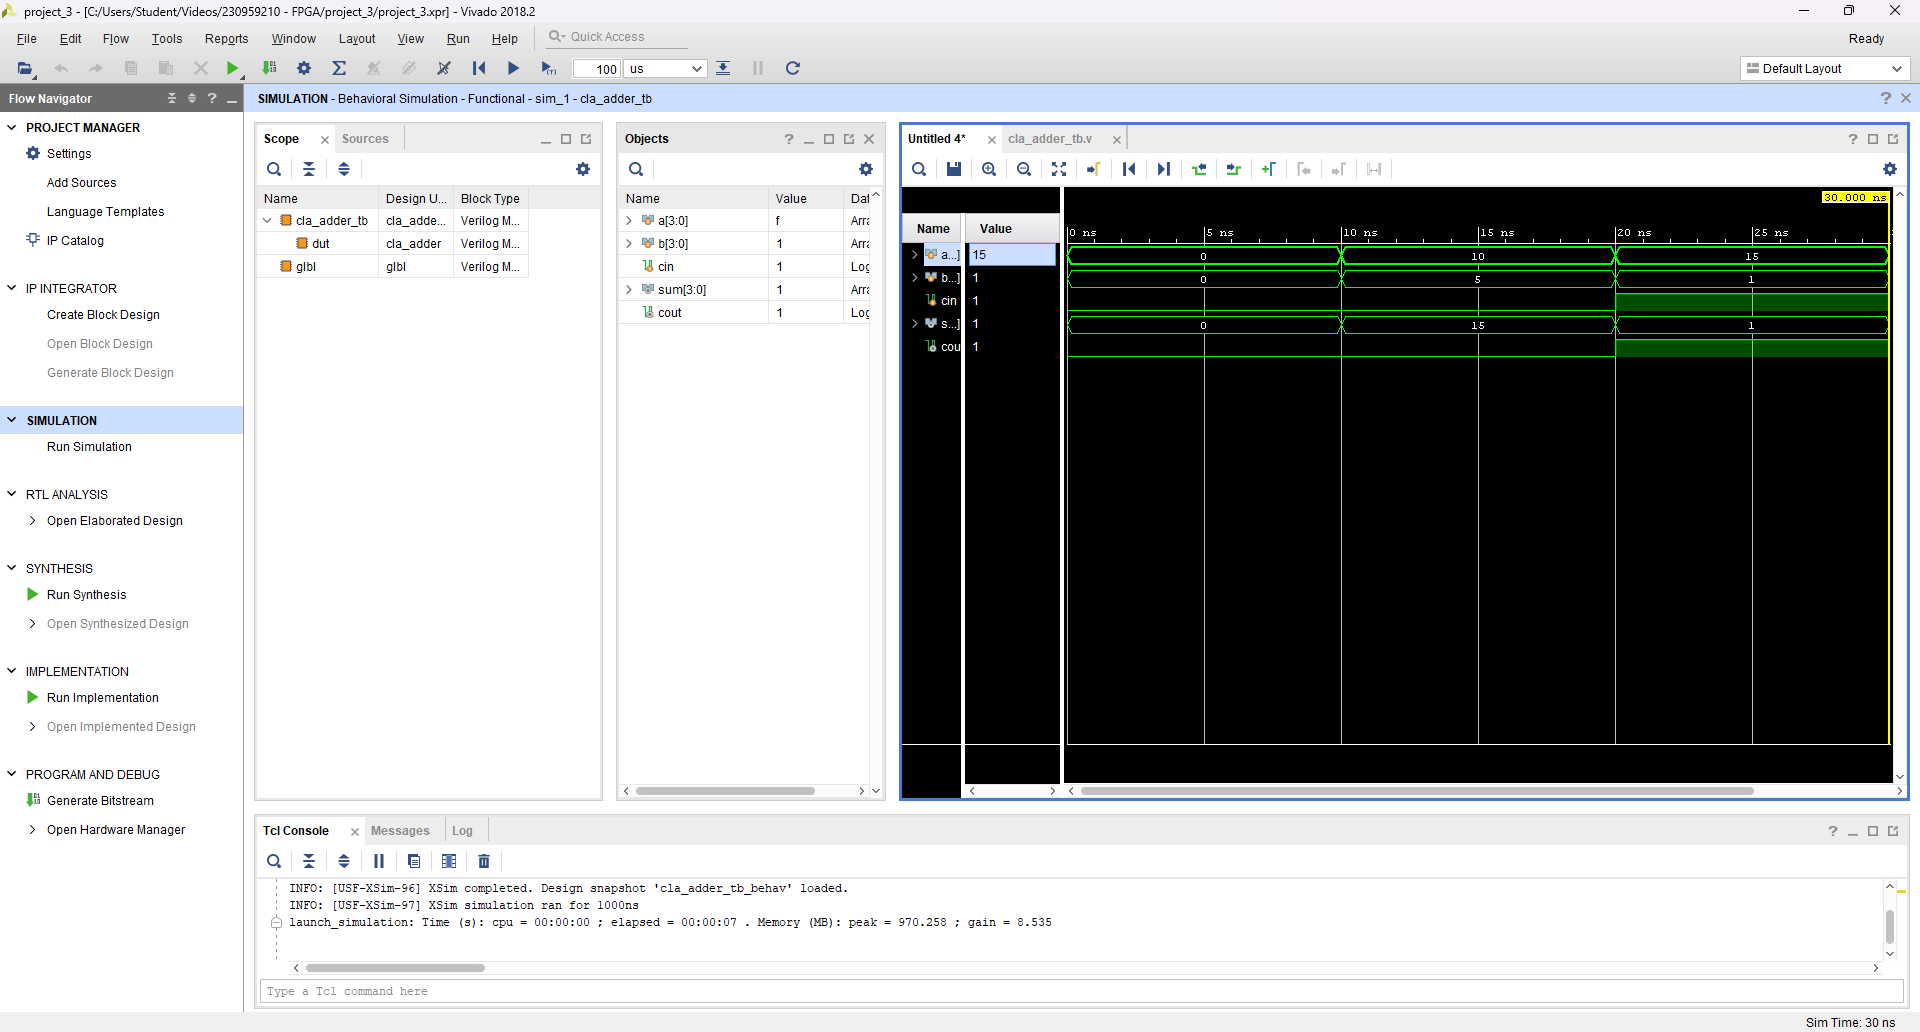 project_3 - [C:/Users/Student/Videos/230959210 - FPGA/project_3/project_3.xpr] - Vivado 2018.2
File Edit Flow Tools Reports Window Layout View Run Help Quick Access
Ready
100 us
Default Layout
Flow Navigator
SIMULATION - Behavioral Simulation - Functional - sim_1 - cla_adder_tb
PROJECT MANAGER
Settings
Add Sources
Language Templates
IP Catalog
IP INTEGRATOR
Create Block Design
Open Block Design
Generate Block Design
SIMULATION
Run Simulation
RTL ANALYSIS
Open Elaborated Design
SYNTHESIS
Run Synthesis
Open Synthesized Design
IMPLEMENTATION
Run Implementation
Open Implemented Design
PROGRAM AND DEBUG
Generate Bitstream
Open Hardware Manager
Scope Sources
Name Design U... Block Type
cla_adder_tb cla_adde... Verilog M...
dut cla_adder Verilog M...
glbl glbl Verilog M...
Objects
Name Value Dat
a[3:0] f Arra
b[3:0] 1 Arra
cin 1 Log
sum[3:0] 1 Arra
cout 1 Log
Untitled 4* cla_adder_tb.v
30.000 ns
Name Value
0 ns 5 ns 10 ns 15 ns 20 ns 25 ns
a...] 15 0 10 15
b...] 1 0 5 1
cin 1
s...] 1 0 15 1
cou 1
Tcl Console Messages Log
INFO: [USF-XSim-96] XSim completed. Design snapshot 'cla_adder_tb_behav' loaded.
INFO: [USF-XSim-97] XSim simulation ran for 1000ns
launch_simulation: Time (s): cpu = 00:00:00 ; elapsed = 00:00:07 . Memory (MB): peak = 970.258 ; gain = 8.535
Type a Tcl command here
Sim Time: 30 ns